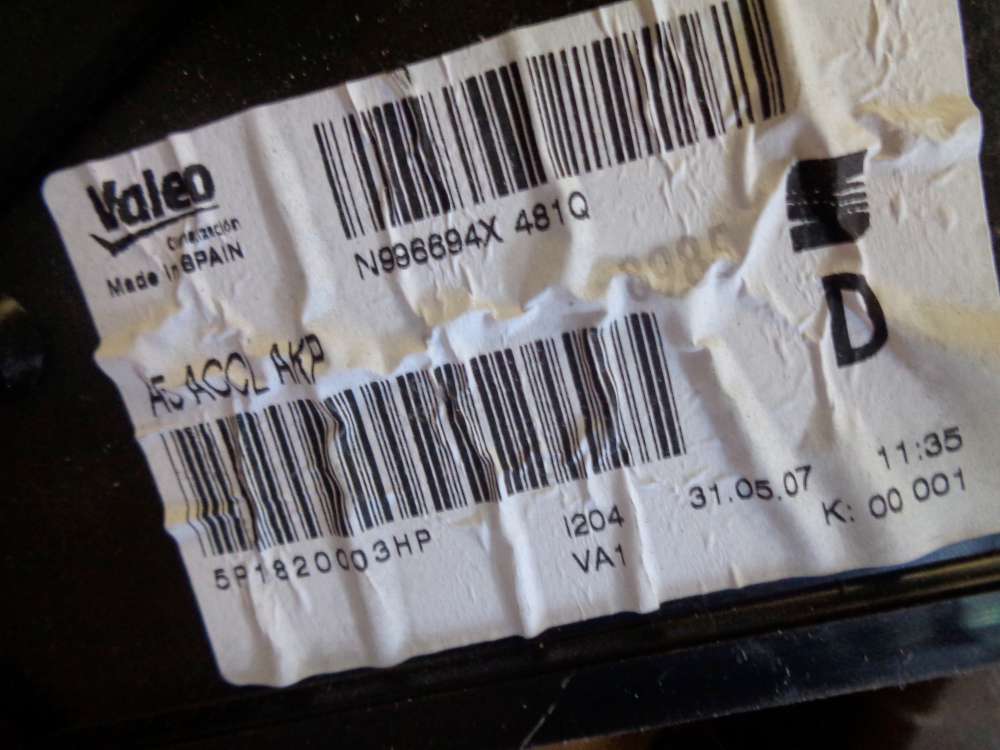 Valeo
Climatización
Made in SPAIN
N996694X 481Q
A5 ACCL AKP
D
5P1820003HP
1204
VA1
31.05.07
11:35
K: 00 001